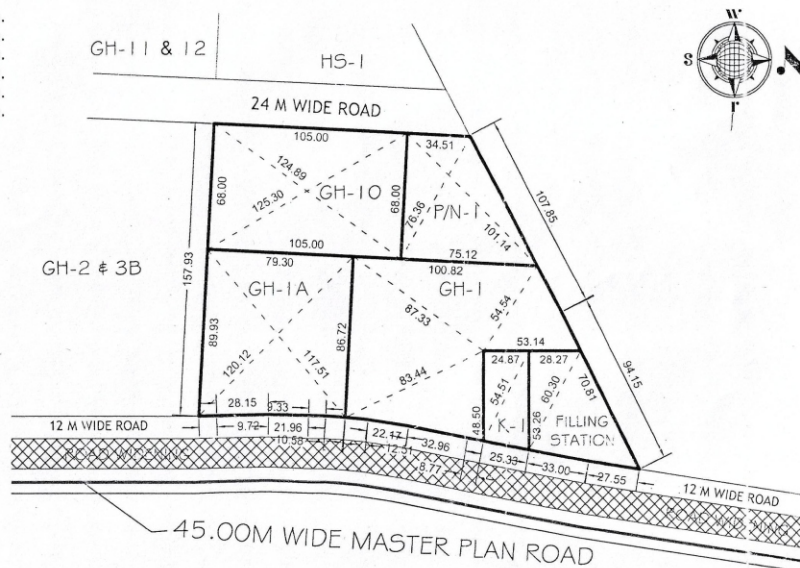 W
S
GH-11 & 12
HS-1
24 M WIDE ROAD
105.00
34.51
124.89
107.85
68.00
125.30
GH-10
68.00
76.36
P/N-1
101.14
105.00
75.12
79.30
100.82
GH-2 & 3B
157.93
GH-1A
GH-1
87.33
54.54
89.93
86.72
53.14
94.15
24.87
28.27
120.12
117.51
83.44
54.51
60.30
70.81
28.15
9.33
48.50
K-1
53.26
FILLING
STATION
12 M WIDE ROAD
9.72
21.96
22.17
32.96
10.58
12.51
25.33
33.00
27.55
8.77
ROAD WIDENING
12 M WIDE ROAD
ROAD WIDENING
45.00M WIDE MASTER PLAN ROAD